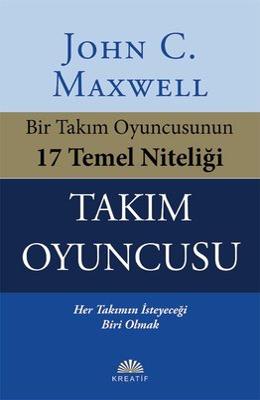 John C.
Maxwell
Bir Takım Oyuncusunun
17 Temel Niteliği
TAKIM
OYUNCUSU
Her Takımın İsteyeceği
Biri Olmak
KREATİF